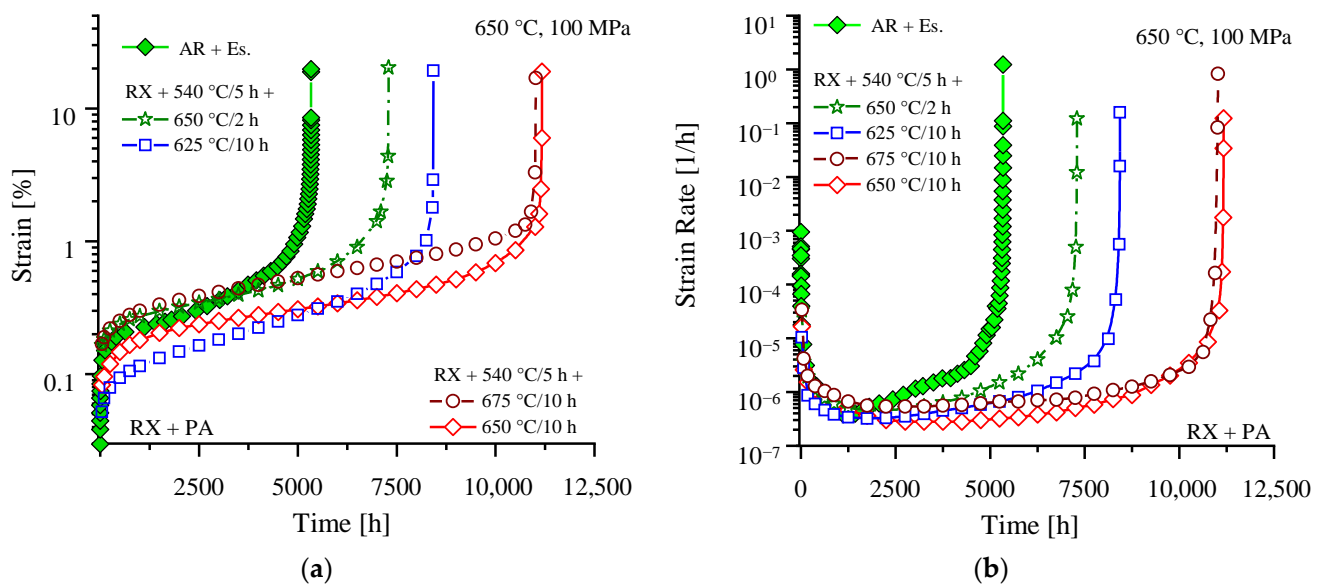 650 °C, 100 MPa
AR + Es.
RX + 540 °C/5 h +
650 °C/2 h
625 °C/10 h
10
1
0.1
Strain [%]
RX + 540 °C/5 h +
675 °C/10 h
650 °C/10 h
RX + PA
2500
5000
7500
10,000
12,500
Time [h]
(a)
650 °C, 100 MPa
AR + Es.
RX + 540 °C/5 h +
650 °C/2 h
625 °C/10 h
675 °C/10 h
650 °C/10 h
10¹
10⁰
10⁻¹
10⁻²
10⁻³
10⁻⁴
10⁻⁵
10⁻⁶
10⁻⁷
Strain Rate [1/h]
RX + PA
0
2500
5000
7500
10,000
12,500
Time [h]
(b)